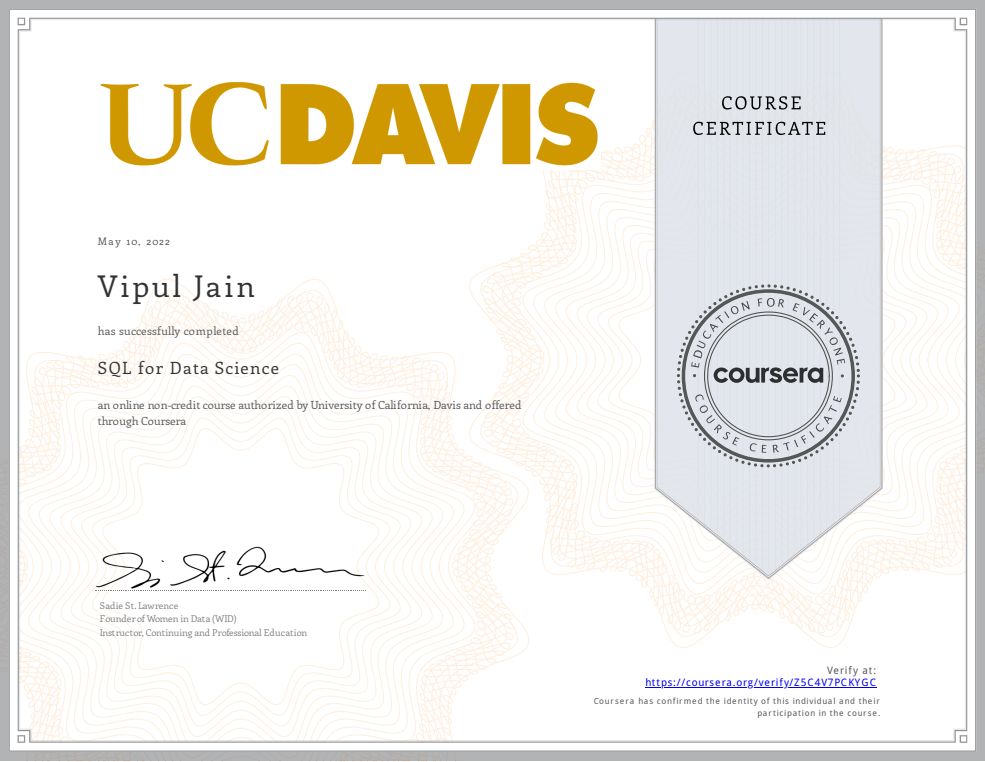 UCDAVIS
COURSE
CERTIFICATE
May 10, 2022
Vipul Jain
has successfully completed
SQL for Data Science
an online non-credit course authorized by University of California, Davis and offered
through Coursera
EDUCATION FOR EVERYONE
coursera
COURSE CERTIFICATE
Sadie St. Lawrence
Founder of Women in Data (WID)
Instructor, Continuing and Professional Education
Verify at:
https://coursera.org/verify/Z5C4V7PCKYGC
Coursera has confirmed the identity of this individual and their
participation in the course.